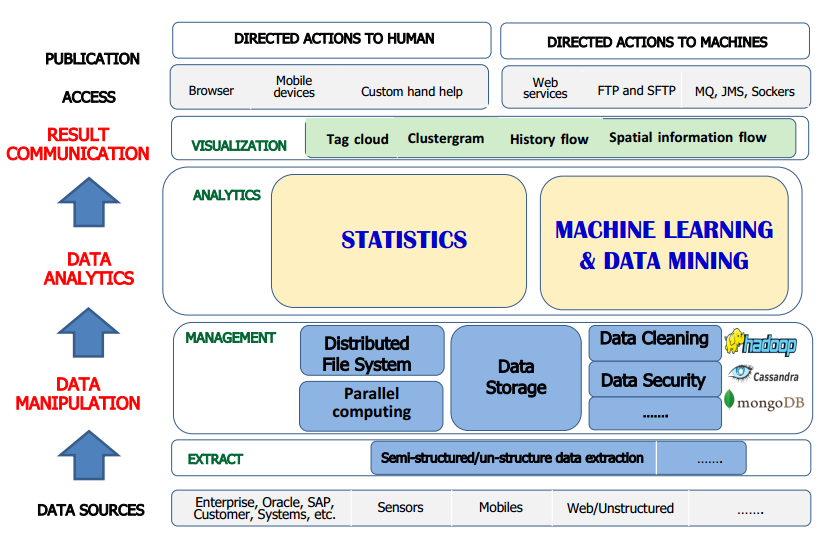 DIRECTED ACTIONS TO HUMAN
DIRECTED ACTIONS TO MACHINES
PUBLICATION
ACCESS
Browser
Mobile
devices
Custom hand help
Web
services
FTP and SFTP
MQ, JMS, Sockers
RESULT
COMMUNICATION
VISUALIZATION
Tag cloud
Clustergram
History flow
Spatial information flow
ANALYTICS
STATISTICS
MACHINE LEARNING
& DATA MINING
DATA
ANALYTICS
MANAGEMENT
Distributed
File System
Parallel
computing
Data
Storage
Data Cleaning
Data Security
.......
hadoop
Cassandra
mongoDB
DATA
MANIPULATION
EXTRACT
Semi-structured/un-structure data extraction
.......
DATA SOURCES
Enterprise, Oracle, SAP,
Customer, Systems, etc.
Sensors
Mobiles
Web/Unstructured
.......